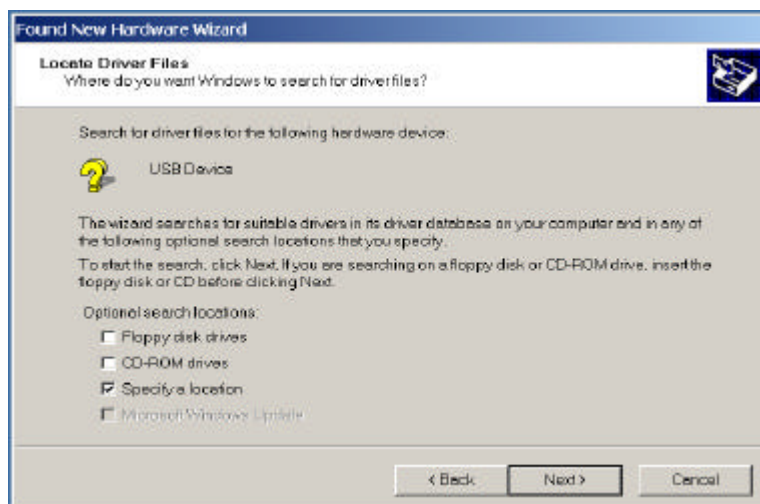 Found New Hardware Wizard
Locate Driver Files
Where do you want Windows to search for driver files?
Search for driver files for the following hardware device:
USB Device
The wizard searches for suitable drivers in its driver database on your computer and in any of
the following optional search locations that you specify.
To start the search, click Next. If you are searching on a floppy disk or CD-ROM drive, insert the
floppy disk or CD before clicking Next.
Optional search locations:
Floppy disk drives
CD-ROM drives
Specify a location
Microsoft Windows Update
< Back
Next >
Cancel